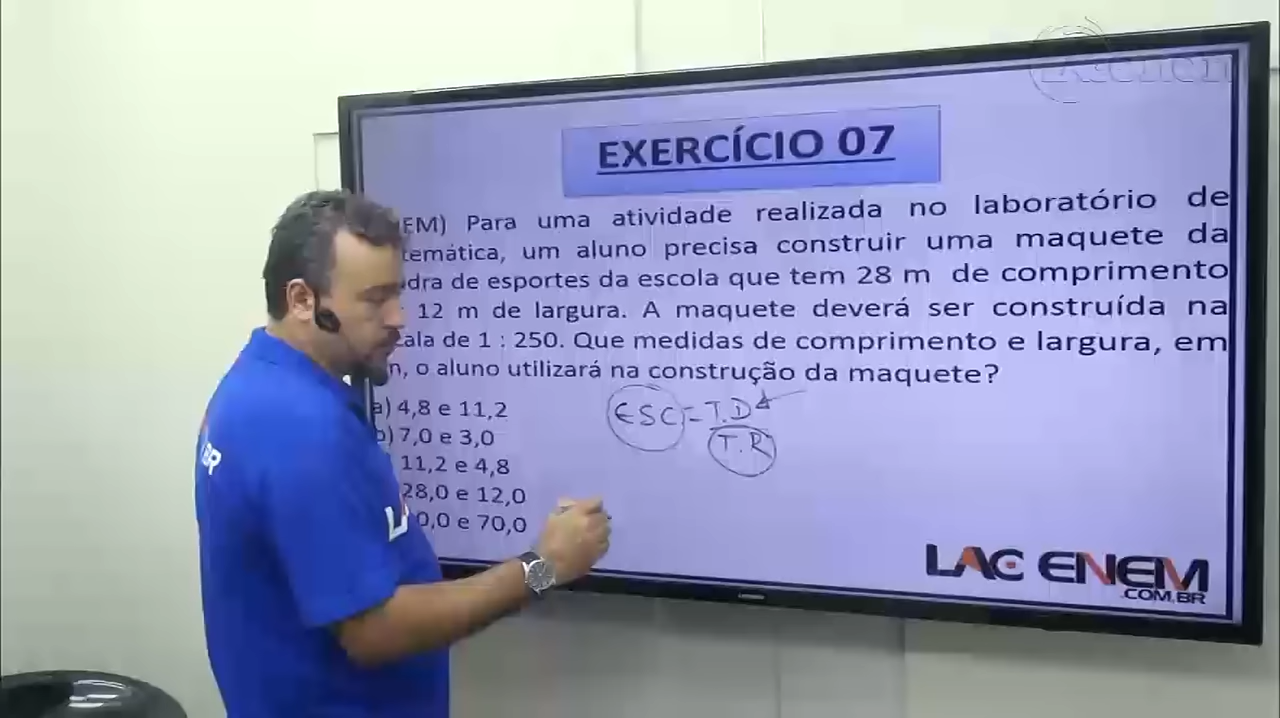 EXERCÍCIO 07
EM) Para uma atividade realizada no laboratório de
temática, um aluno precisa construir uma maquete da
dra de esportes da escola que tem 28 m de comprimento
12 m de largura. A maquete deverá ser construída na
cala de 1 : 250. Que medidas de comprimento e largura, em
, o aluno utilizará na construção da maquete?
a) 4,8 e 11,2
b) 7,0 e 3,0
11,2 e 4,8
28,0 e 12,0
0,0 e 70,0
ESC = T.D
T.R
LAC ENEM
.COM.BR
BR